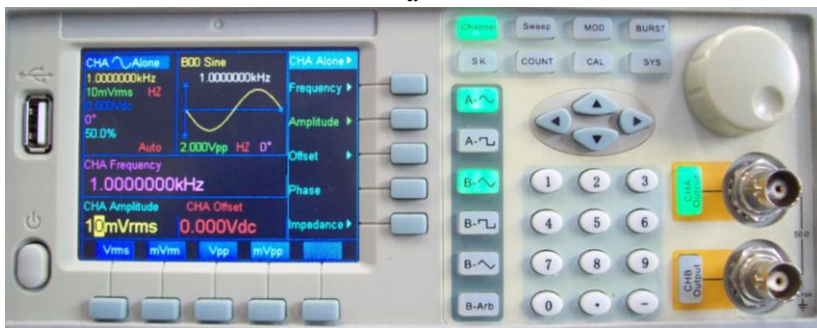 CHA Alone
1.0000000kHz
10mVrms HZ
0.000Vdc
0°
50.0%
Auto
B00 Sine
1.0000000kHz
2.000Vpp HZ 0°
CHA Alone
Frequency
Amplitude
Offset
Phase
Impedance
CHA Frequency
1.0000000kHz
CHA Amplitude
10mVrms
CHA Offset
0.000Vdc
Vrms mVrm Vpp mVpp
Channel Sweep MOD BURST
SK COUNT CAL SYS
A-
A-
B-
B-
B-
B-Arb
1 2 3
4 5 6
7 8 9
0 · -
CHA Output
CHB Output
50Ω